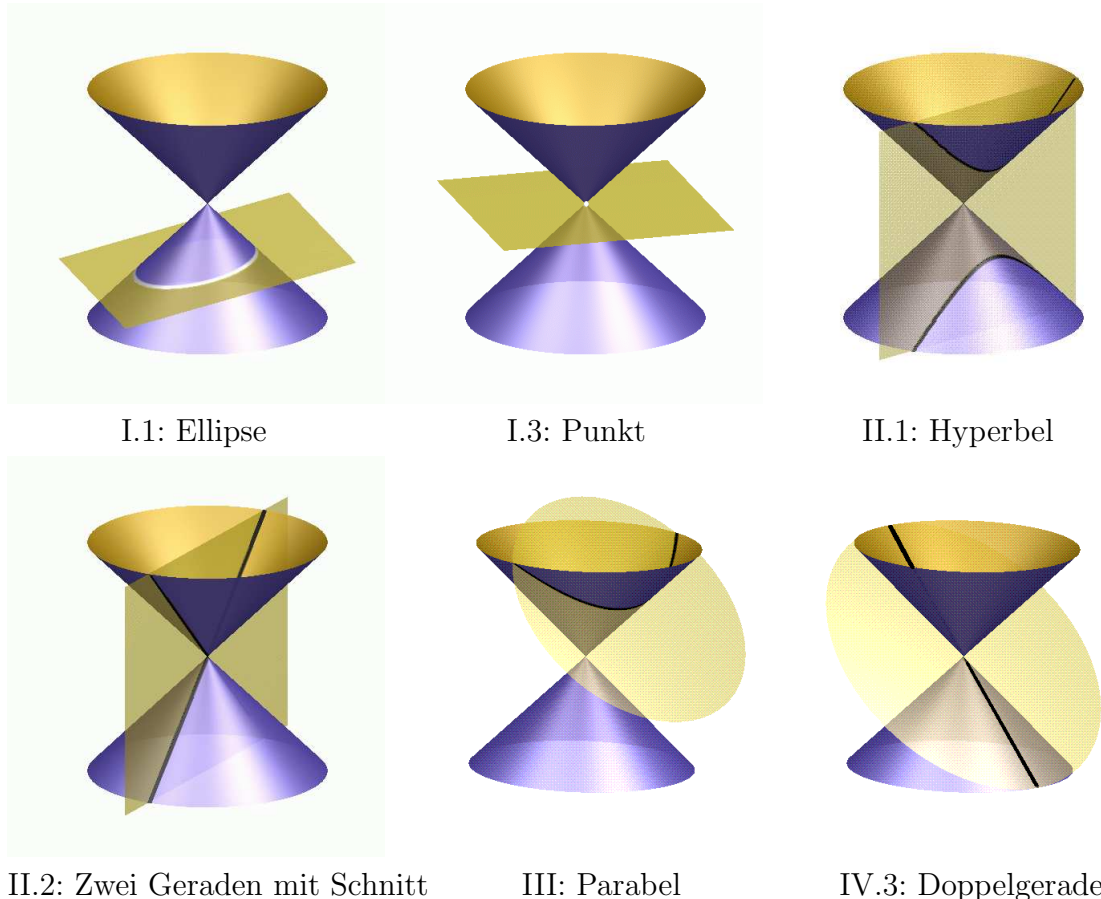 I.1: Ellipse
I.3: Punkt
II.1: Hyperbel
II.2: Zwei Geraden mit Schnitt
III: Parabel
IV.3: Doppelgerade